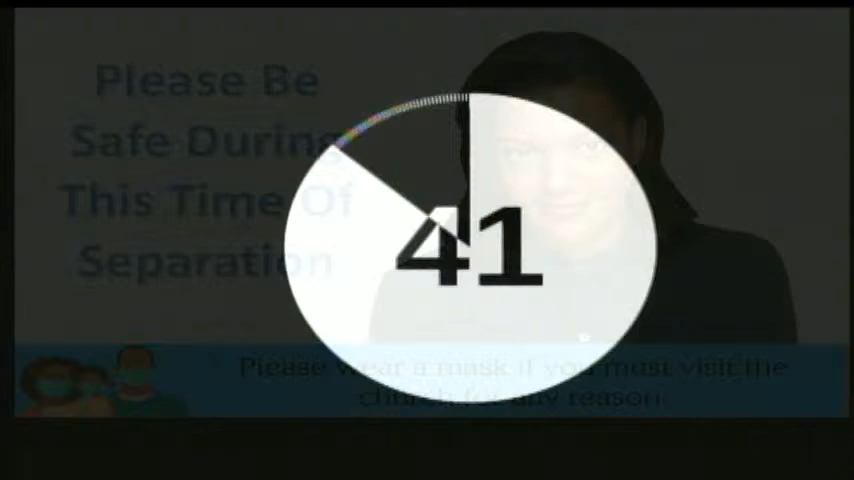 Please Be
Safe During
This Time Of
Separation
41
Please wear a mask if you must visit the
church for any reason.